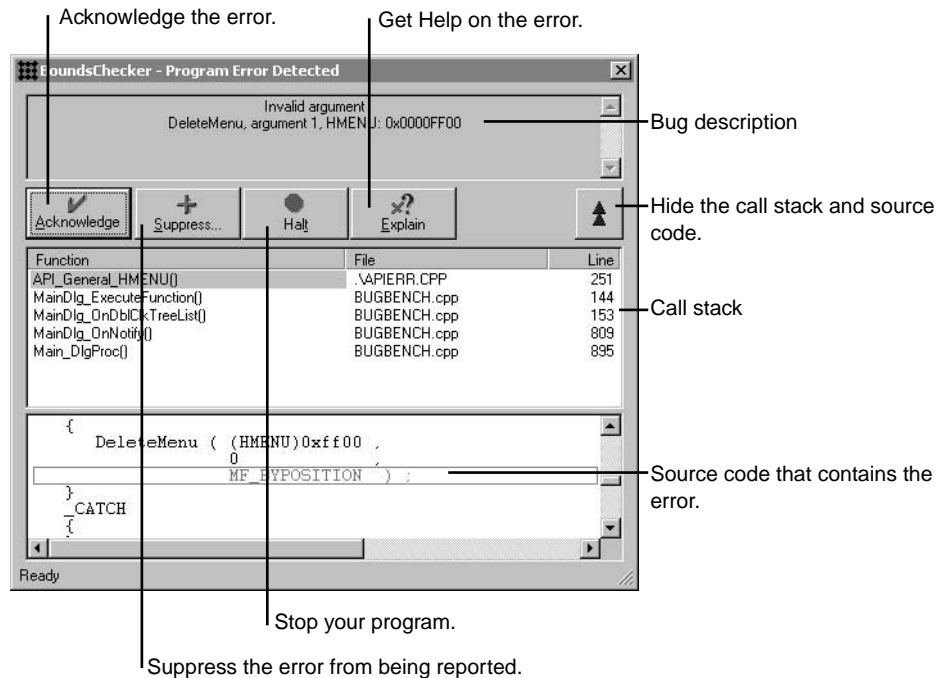 Acknowledge the error.
Get Help on the error.
BoundsChecker - Program Error Detected
Invalid argument
DeleteMenu, argument 1, HMENU: 0x0000FF00
Bug description
Acknowledge
Suppress...
Halt
Explain
Hide the call stack and source
code.
Function File Line
API_General_HMENU() .\APIERR.CPP 251
MainDlg_ExecuteFunction() BUGBENCH.cpp 144
MainDlg_OnDblClkTreeList() BUGBENCH.cpp 153
MainDlg_OnNotify() BUGBENCH.cpp 809
Main_DlgProc() BUGBENCH.cpp 895
Call stack
{
DeleteMenu ( (HMENU)0xff00 ,
0 ,
MF_BYPOSITION ) ;
}
_CATCH
{
Source code that contains the
error.
Ready
Stop your program.
Suppress the error from being reported.